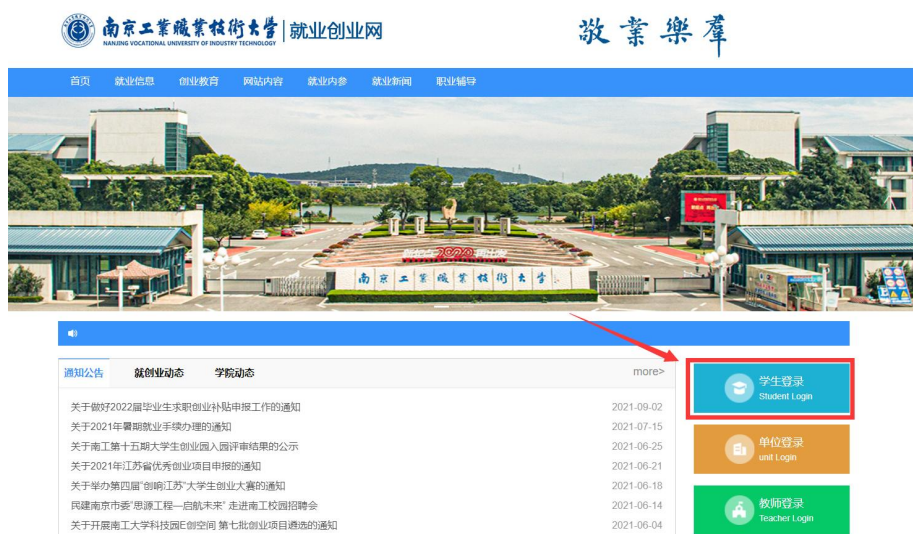 南京工業職業技術大學 就业创业网
NANJING VOCATIONAL UNIVERSITY OF INDUSTRY TECHNOLOGY
敬業樂羣
首页 就业信息 创业教育 网站内容 就业内参 就业新闻 职业辅导
2020
南京工業職業技術大學
通知公告 就创业动态 学院动态 more>
关于做好2022届毕业生求职创业补贴申报工作的通知 2021-09-02
关于2021年暑期就业手续办理的通知 2021-07-15
关于南工第十五期大学生创业园入园评审结果的公示 2021-06-25
关于2021年江苏省优秀创业项目申报的通知 2021-06-21
关于举办第四届“创响江苏”大学生创业大赛的通知 2021-06-18
民建南京市委“思源工程—启航未来” 走进南工校园招聘会 2021-06-14
关于开展南工大学科技园E创空间 第七批创业项目遴选的通知 2021-06-04
学生登录
Student Login
单位登录
unit Login
教师登录
Teacher Login